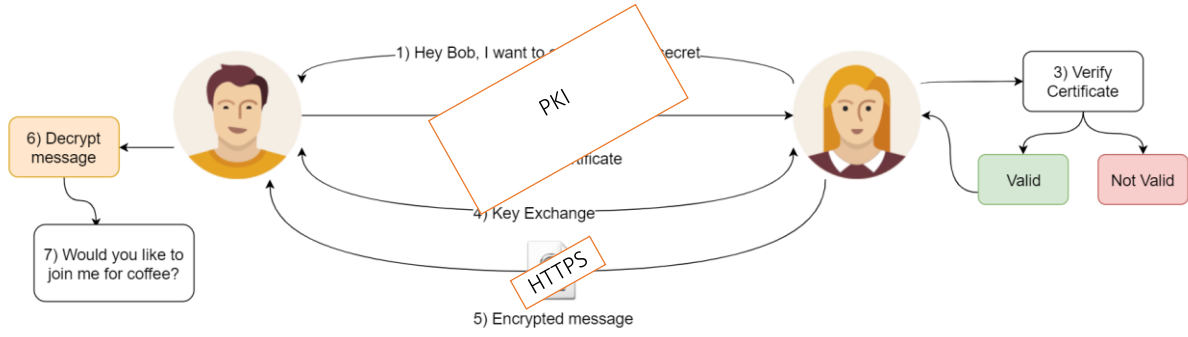 1) Hey Bob, I want to
secret
PKI
3) Verify
Certificate
6) Decrypt
message
Valid
Not Valid
4) Key Exchange
7) Would you like to
join me for coffee?
HTTPS
5) Encrypted message